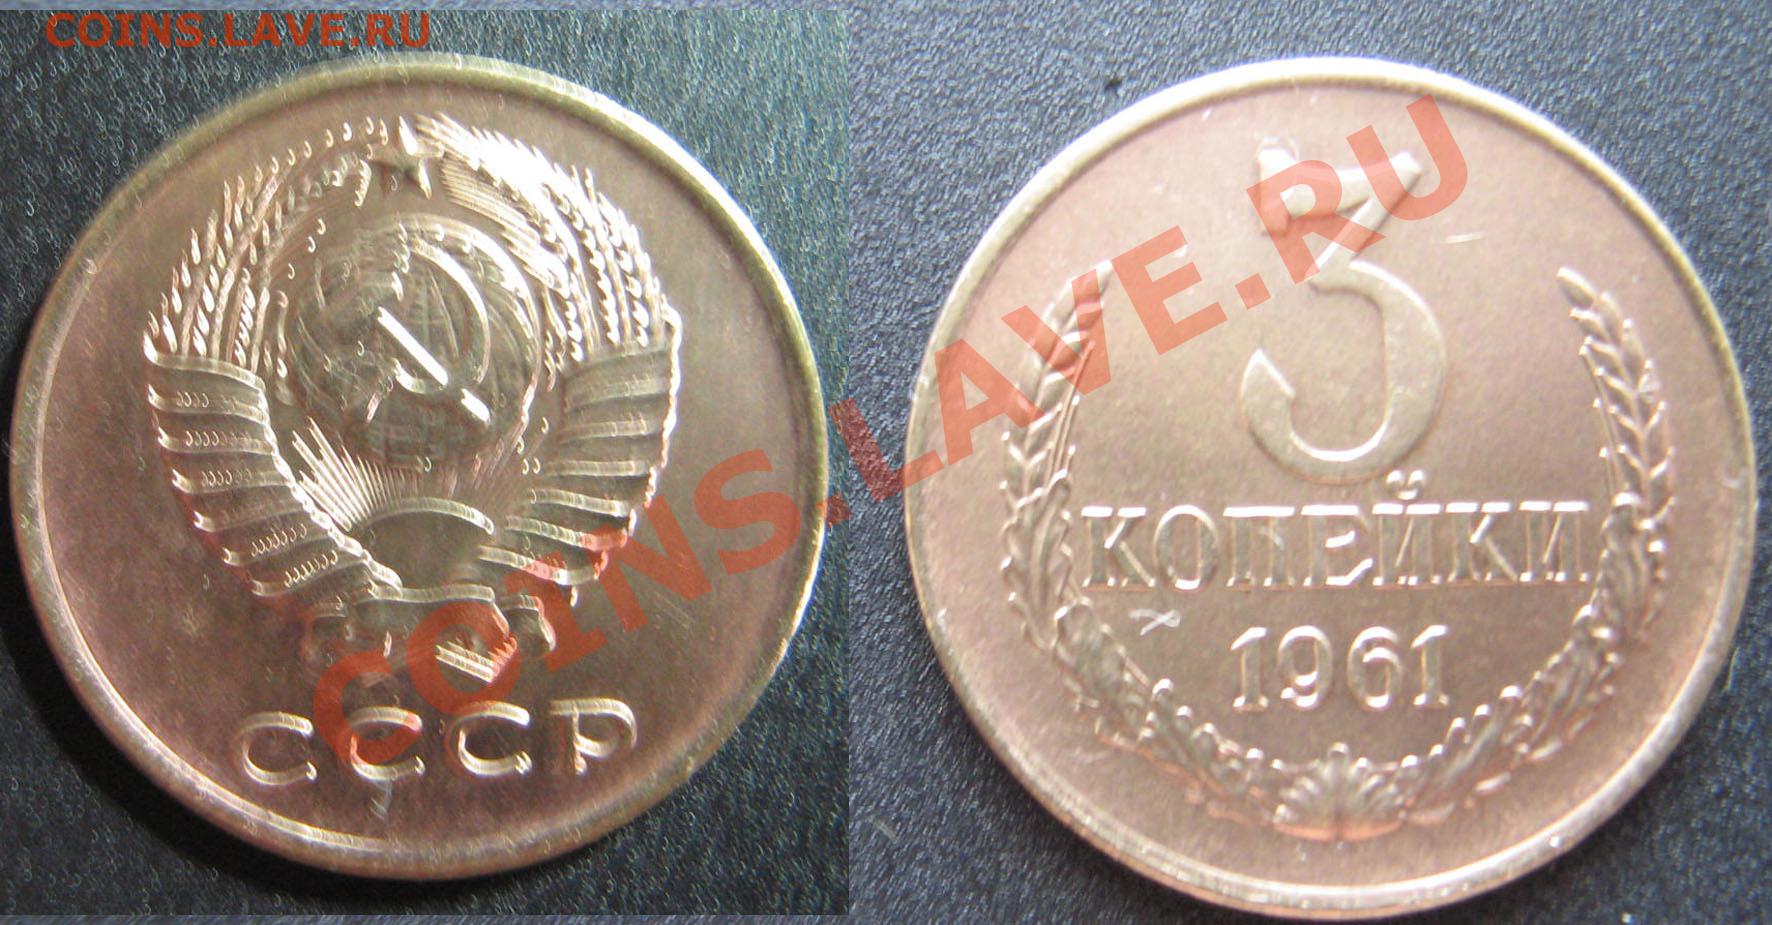 COINS.LAVE.RU
COINS.LAVE.RU
СССР
3
КОПЕЙКИ
1961